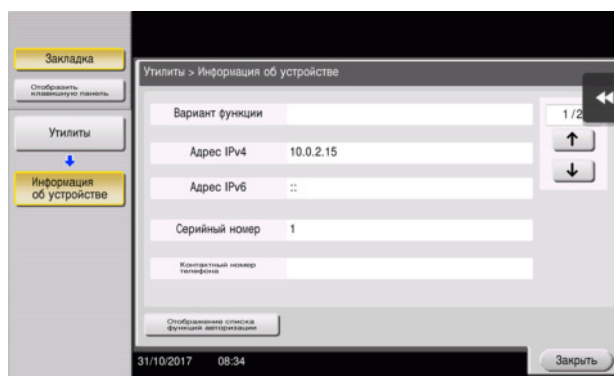 Закладка
Отобразить
клавишную панель
Утилиты
Информация
об устройстве
Утилиты > Информация об устройстве
1/2
Вариант функции
Адрес IPv4 10.0.2.15
Адрес IPv6 ::
Серийный номер 1
Контактный номер
телефона
Отображение списка
функций авторизации
31/10/2017 08:34
Закрыть